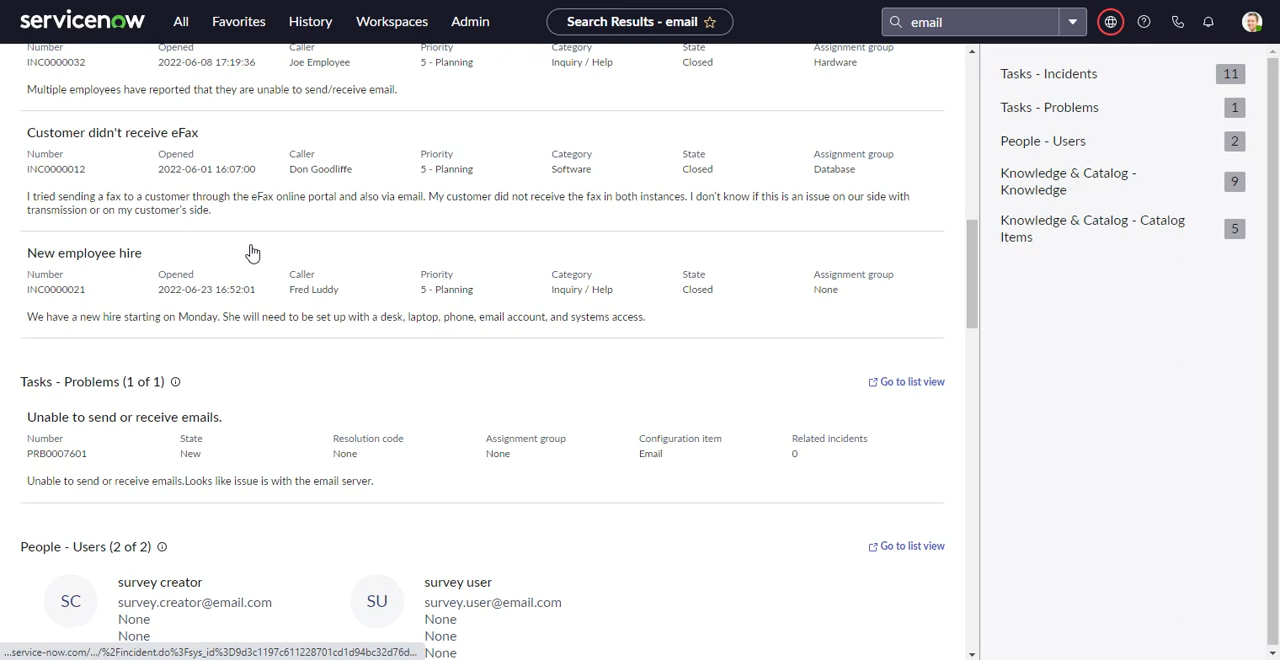 servicenow All Favorites History Workspaces Admin Search Results - email email
Number Opened Caller Priority Category State Assignment group
INC0000032 2022-06-08 17:19:36 Joe Employee 5 - Planning Inquiry / Help Closed Hardware
Multiple employees have reported that they are unable to send/receive email.
Customer didn't receive eFax
Number Opened Caller Priority Category State Assignment group
INC0000012 2022-06-01 16:07:00 Don Goodliffe 5 - Planning Software Closed Database
I tried sending a fax to a customer through the eFax online portal and also via email. My customer did not receive the fax in both instances. I don't know if this is an issue on our side with
transmission or on my customer's side.
New employee hire
Number Opened Caller Priority Category State Assignment group
INC0000021 2022-06-23 16:52:01 Fred Luddy 5 - Planning Inquiry / Help Closed None
We have a new hire starting on Monday. She will need to be set up with a desk, laptop, phone, email account, and systems access.
Tasks - Problems (1 of 1) Go to list view
Unable to send or receive emails.
Number State Resolution code Assignment group Configuration item Related incidents
PRB0007601 New None None Email 0
Unable to send or receive emails.Looks like issue is with the email server.
People - Users (2 of 2) Go to list view
SC survey creator
survey.creator@email.com
None
None
SU survey user
survey.user@email.com
None
None
None
...service-now.com/.../%2Fincident.do%3Fsys_id%3D9d3c1197c611228701cd1d94bc32d76d...
Tasks - Incidents 11
Tasks - Problems 1
People - Users 2
Knowledge & Catalog -
Knowledge 9
Knowledge & Catalog - Catalog
Items 5